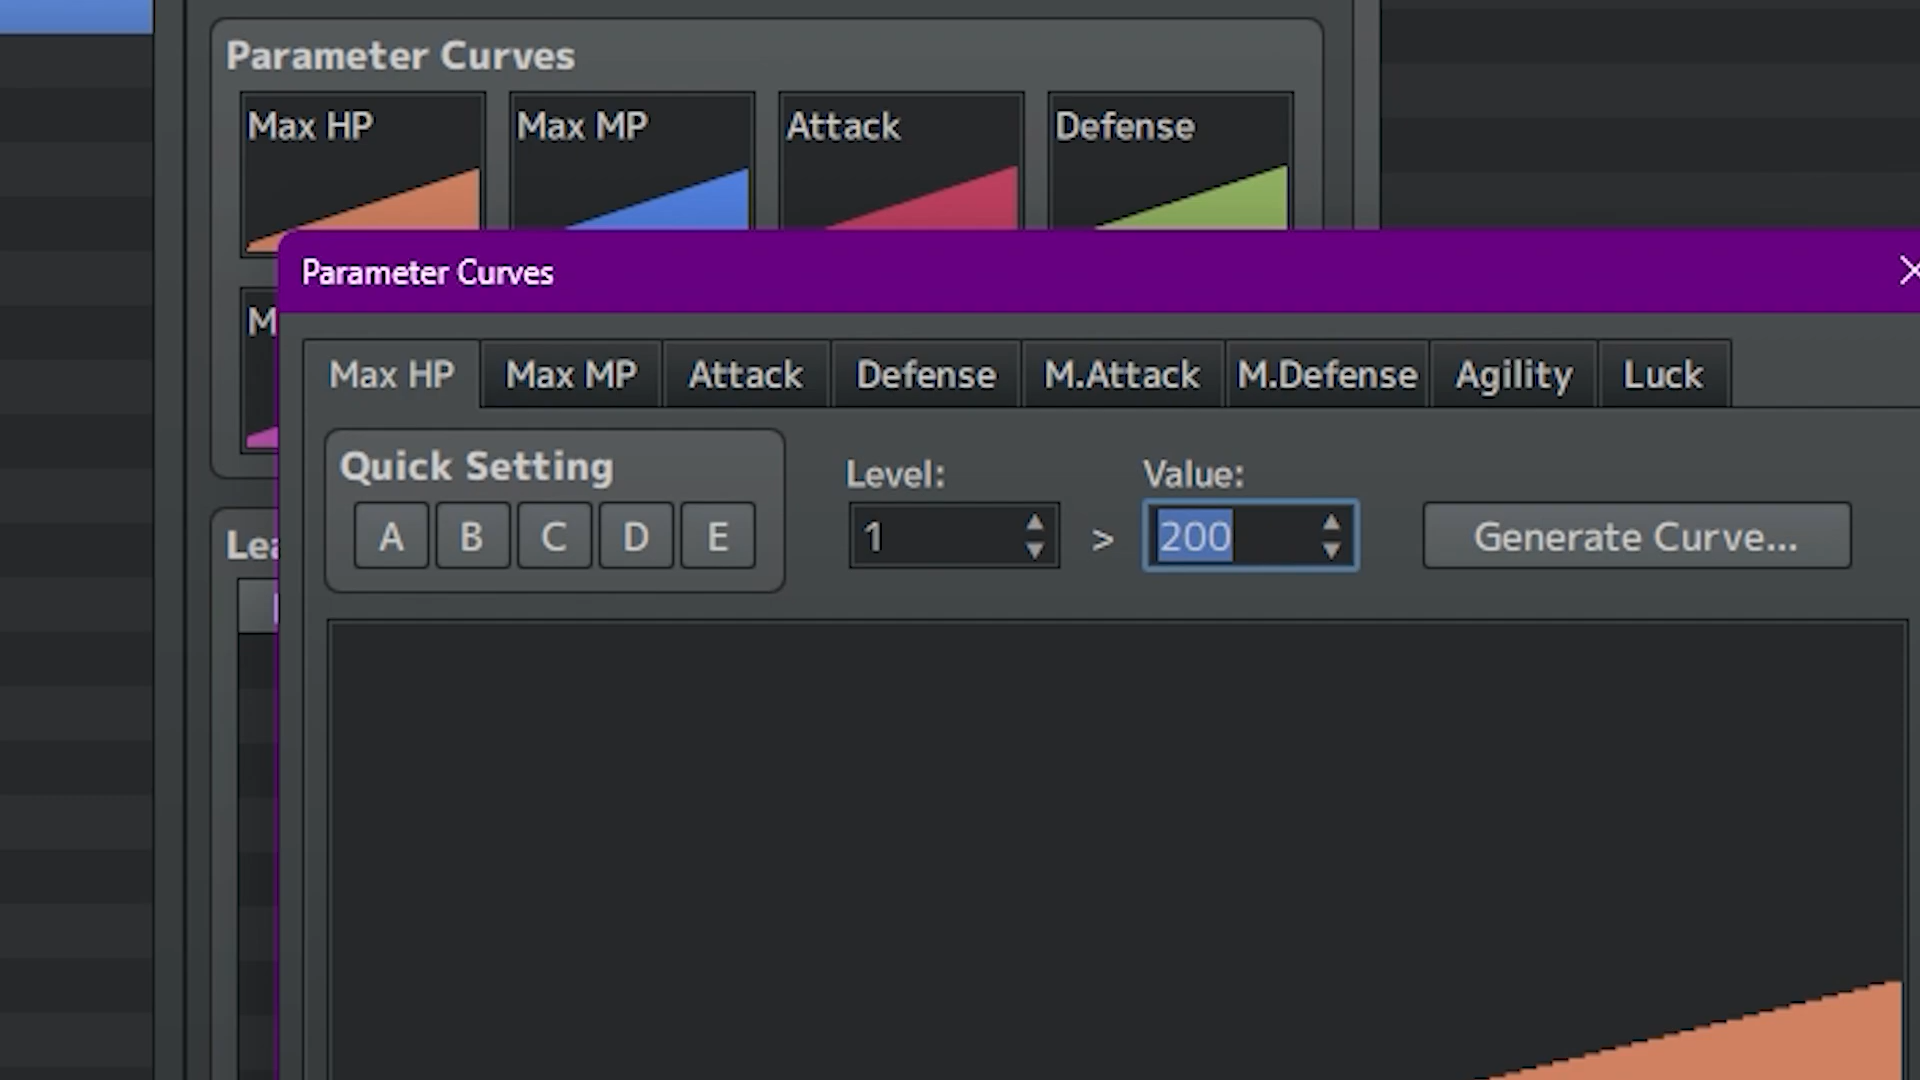 Parameter Curves
Max HP Max MP Attack Defense
Parameter Curves
Max HP Max MP Attack Defense M.Attack M.Defense Agility Luck
Quick Setting
A B C D E
Level:
1
>
Value:
200
Generate Curve...